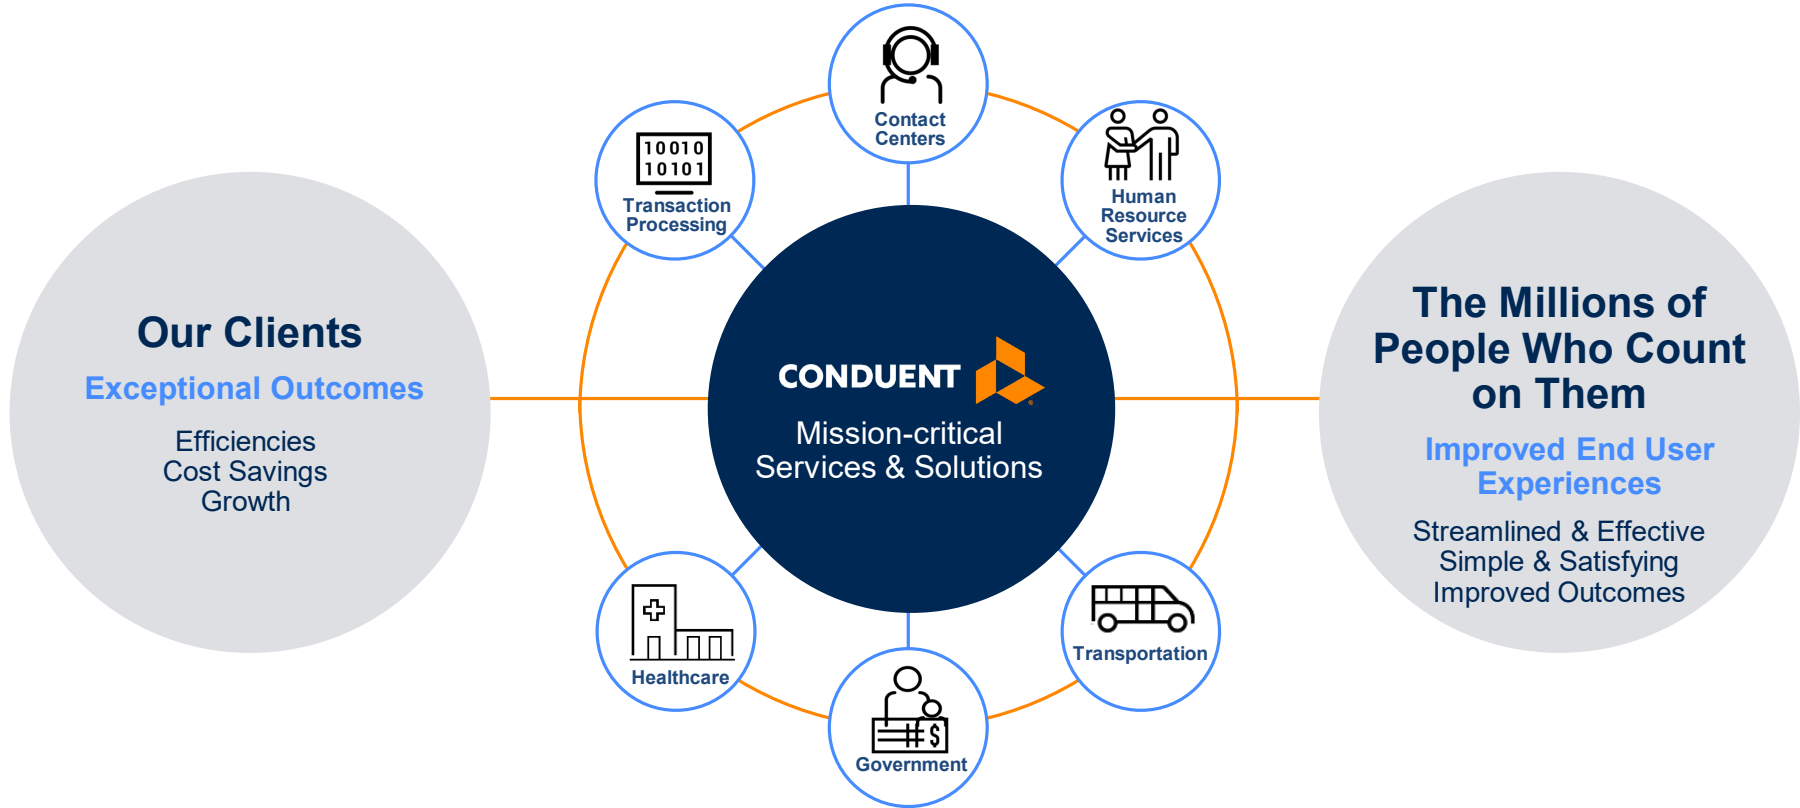 Our Clients
Exceptional Outcomes
Efficiencies
Cost Savings
Growth
Contact
Centers
10010
10101
Transaction
Processing
Human
Resource
Services
CONDUENT
®
Mission-critical
Services & Solutions
Healthcare
$
Government
Transportation
The Millions of
People Who Count
on Them
Improved End User
Experiences
Streamlined & Effective
Simple & Satisfying
Improved Outcomes